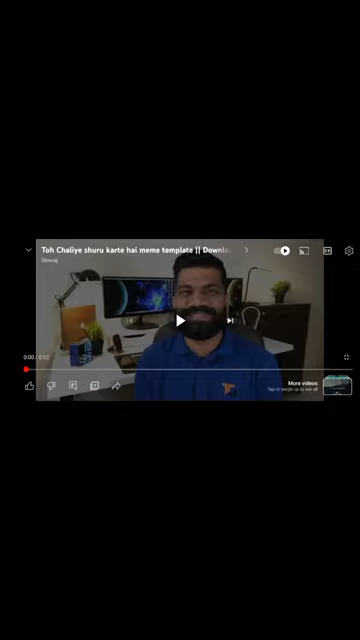 Toh Chaliye shuru karte hai meme template || Downloa
Shivraj
CC
0:00 / 0:02
More videos
Tap or swipe up to see all